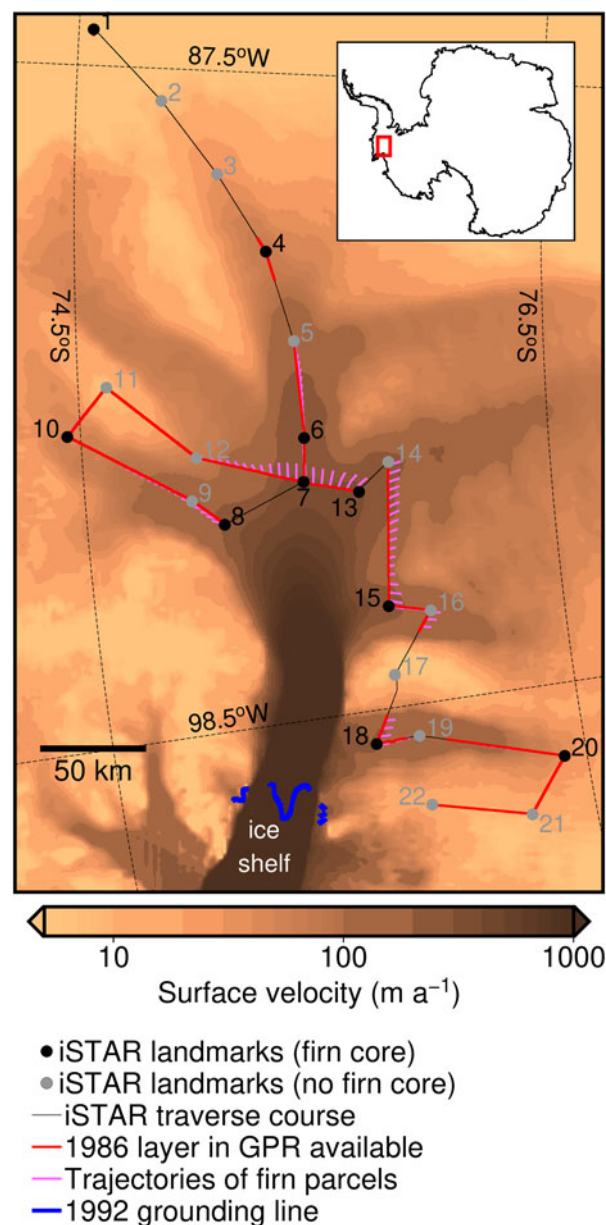 1
87.5°W
2
3
4
74.5°S
76.5°S
5
11
10
6
12
14
7
13
9
8
15
16
17
98.5°W
18
19
20
50 km
22
21
ice
shelf
10
100
1000
Surface velocity (m a⁻¹)
iSTAR landmarks (firn core)
iSTAR landmarks (no firn core)
iSTAR traverse course
1986 layer in GPR available
Trajectories of firn parcels
1992 grounding line